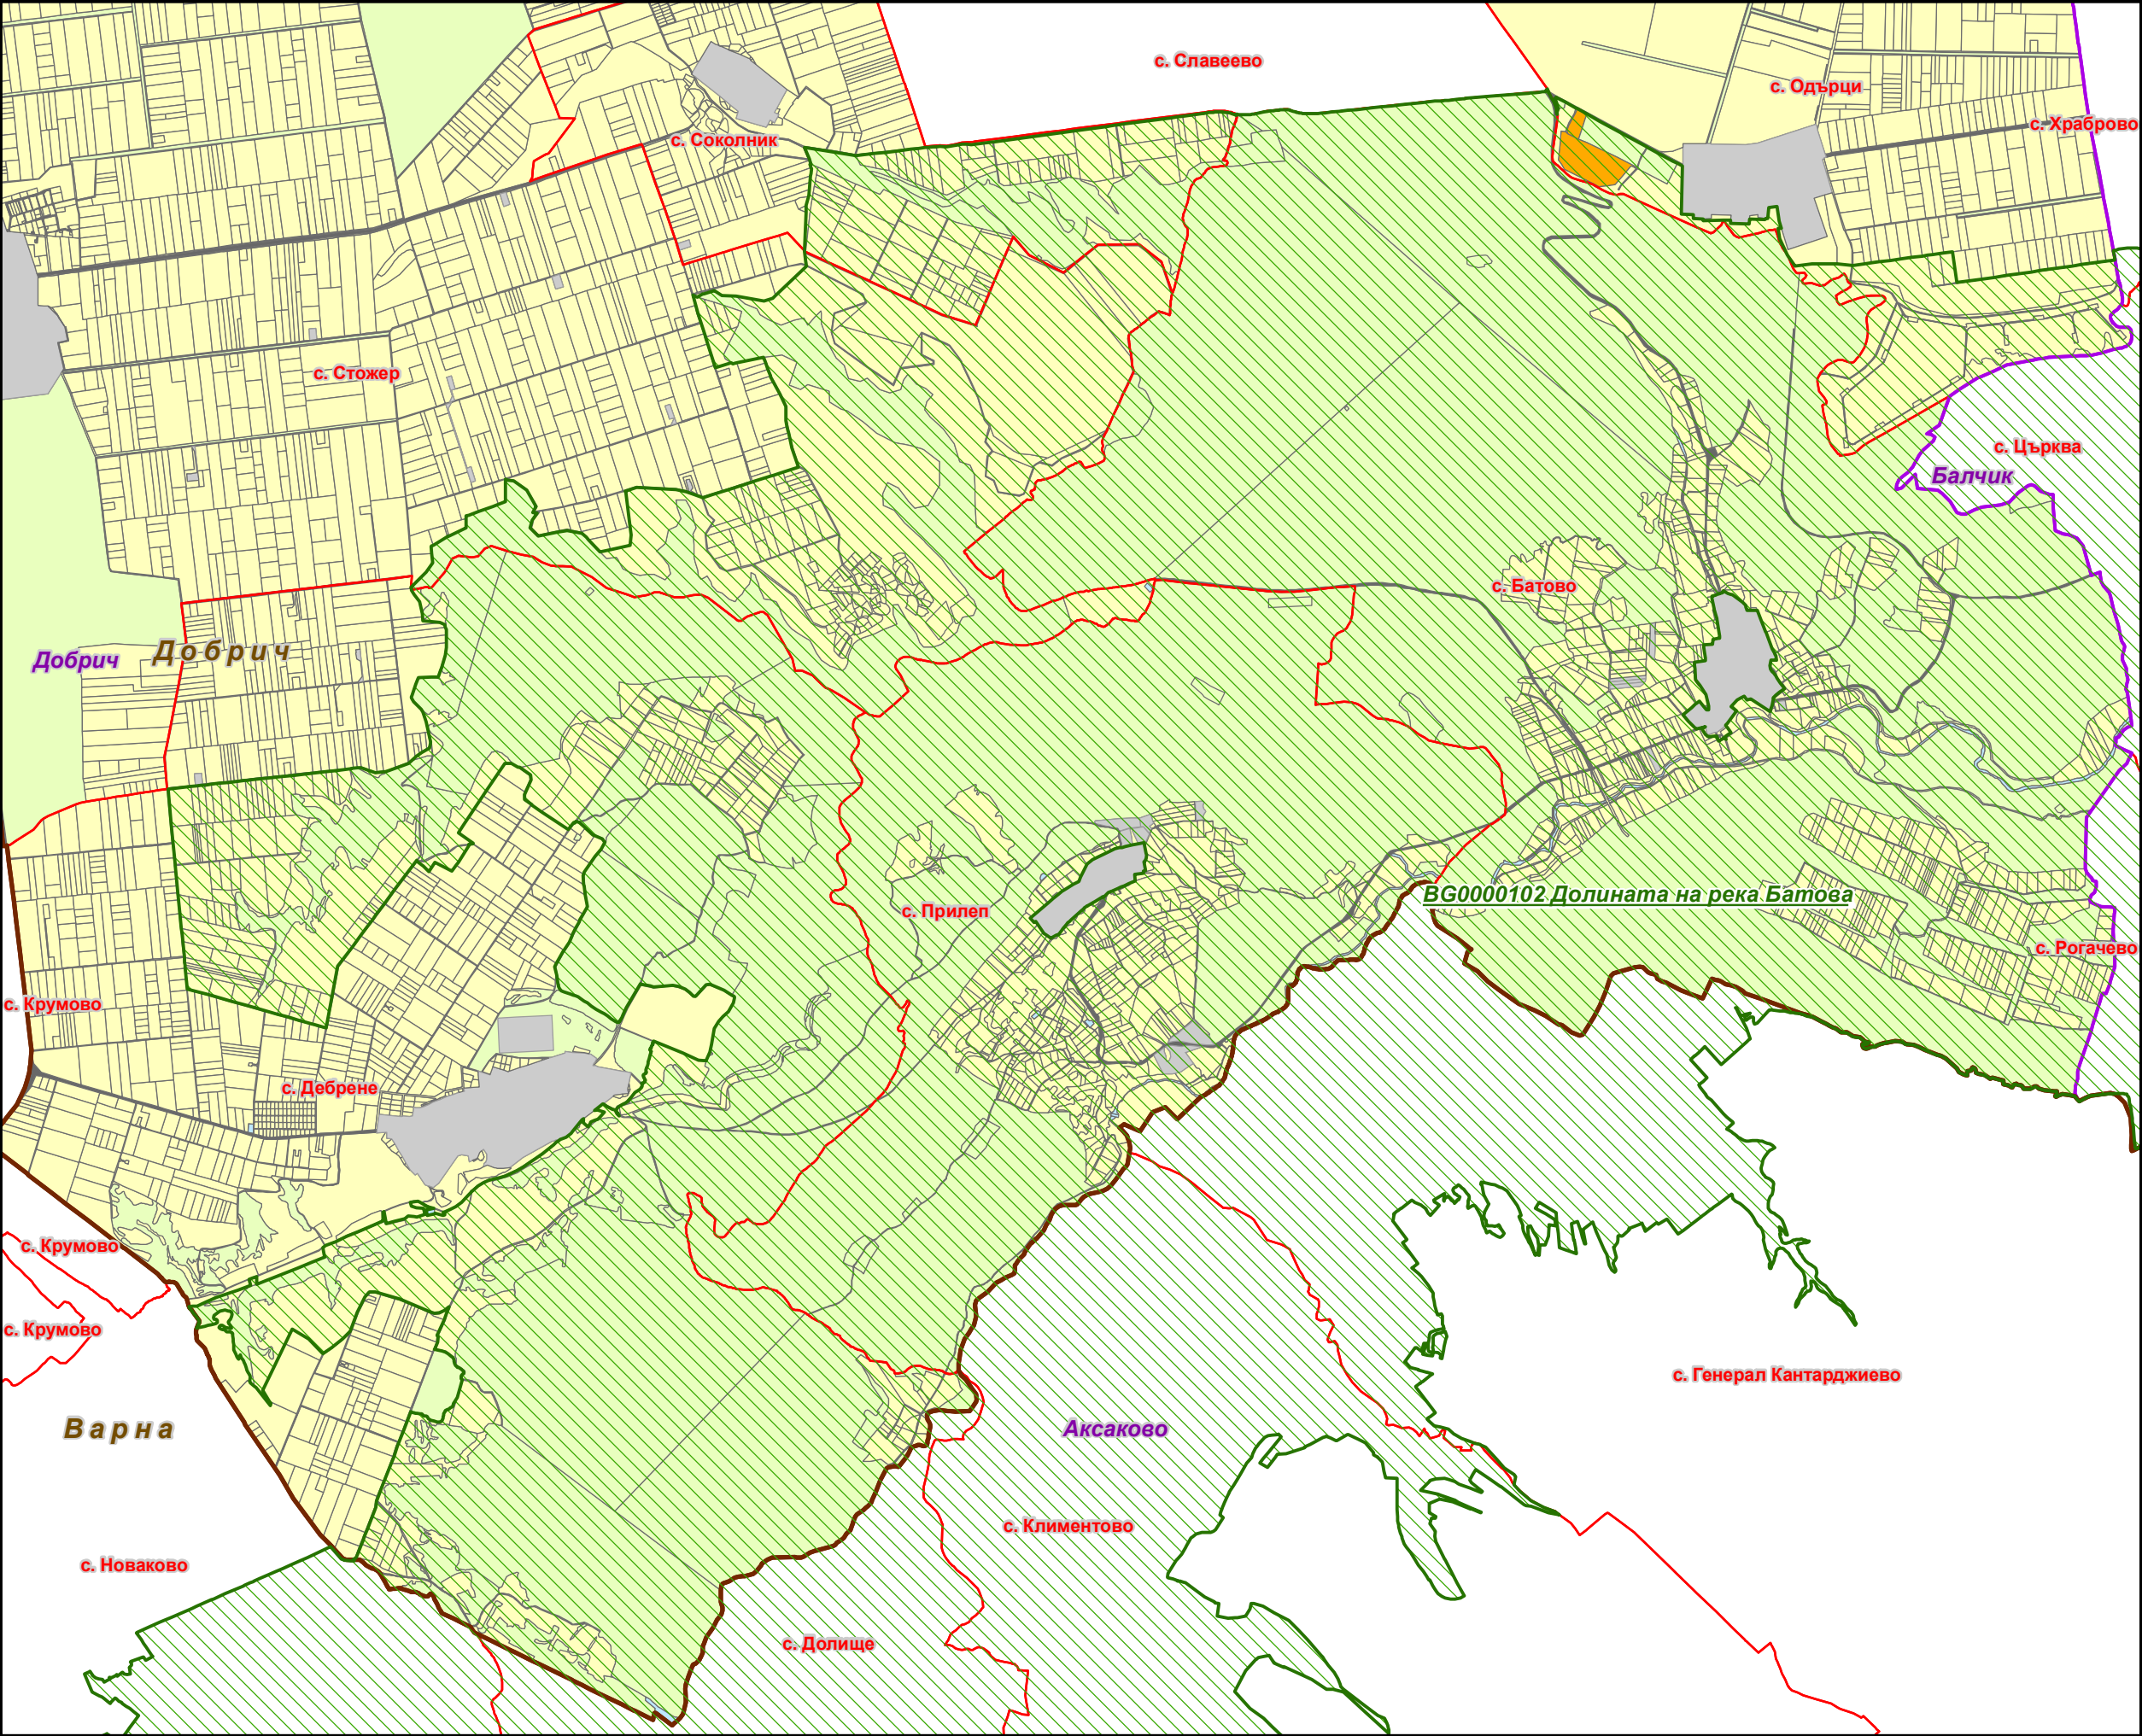 с. Славеево
с. Одърци
с. Храброво
с. Соколник
с. Стожер
с. Църква
Балчик
с. Батово
Добрич
Добрич
BG0000102 Долината на река Батова
с. Прилеп
с. Рогачево
с. Крумово
с. Дебрене
с. Крумово
с. Крумово
с. Генерал Кантарджиево
Варна
Аксаково
с. Климентово
с. Новаково
с. Долище